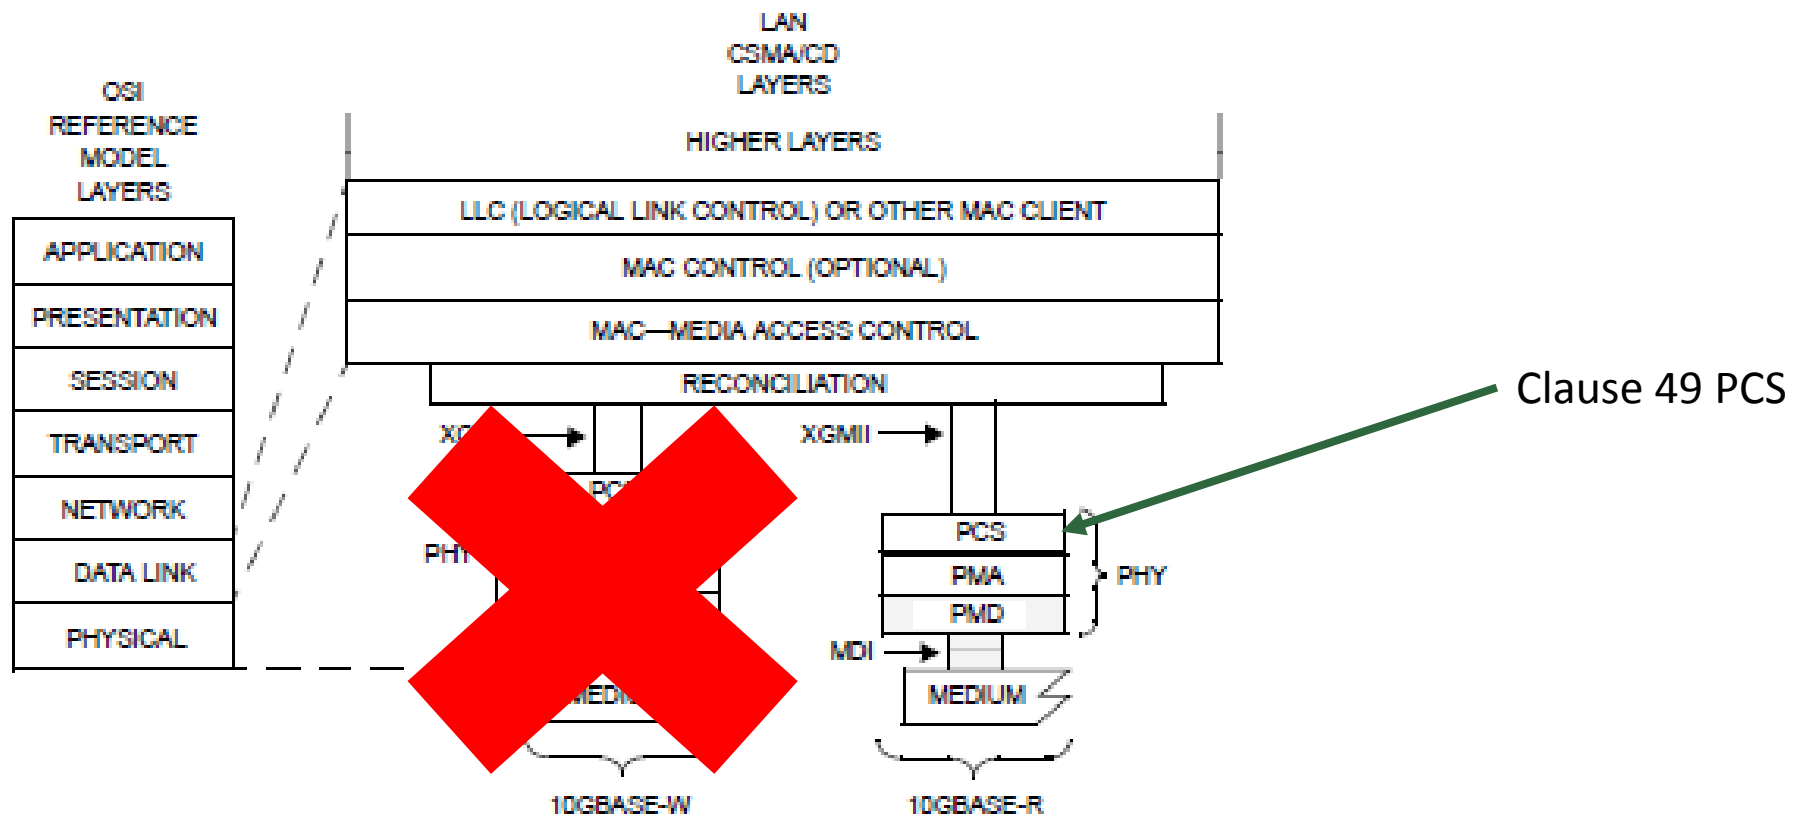 LAN
CSMA/CD
LAYERS
OSI
REFERENCE
MODEL
LAYERS
HIGHER LAYERS
LLC (LOGICAL LINK CONTROL) OR OTHER MAC CLIENT
APPLICATION
MAC CONTROL (OPTIONAL)
PRESENTATION
MAC—MEDIA ACCESS CONTROL
SESSION
RECONCILIATION
Clause 49 PCS
TRANSPORT
XGMII
NETWORK
PCS
PHY
DATA LINK
PMA
PHY
PMD
PHYSICAL
MDI
MEDIUM
10GBASE-W
10GBASE-R